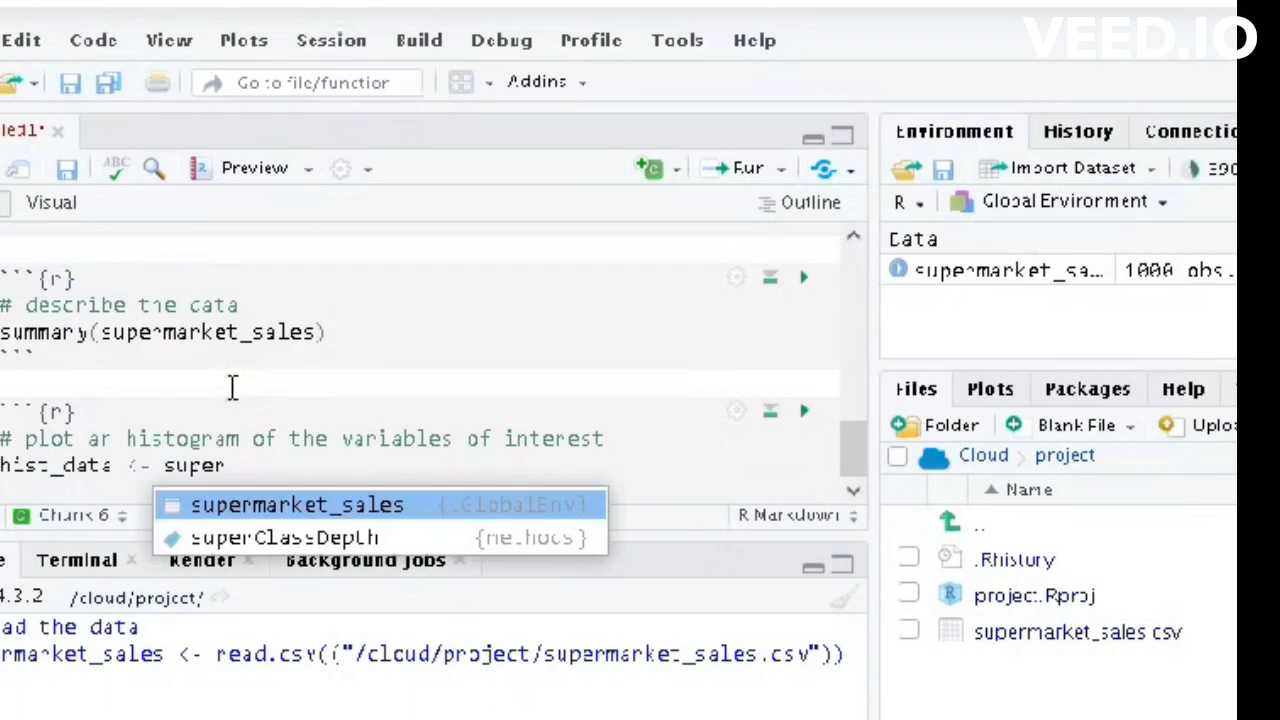 VEED.IO
Edit Code View Plots Session Build Debug Profile Tools Help
Go to file/function Addins
Environment History
ABC Preview
Import Dataset
Visual Outline
R Global Environment
Data
```{r}
supermarket_sa... 1000 obs.
# describe the data
summary(supermarket_sales)
```
```{r}
Files Plots Packages Help
# plot an histogram of the variables of interest
Folder Blank File
hist_data <- super
Cloud project
Name
supermarket_sales {.GlobalEnv}
Chunk 6 R Markdown
..
superClassDepth {methods}
Terminal Render Background Jobs
.Rhistory
4.3.2 /cloud/project/
project.Rproj
the data
supermarket_sales.csv
<- read.csv(("/cloud/project/supermarket_sales.csv"))